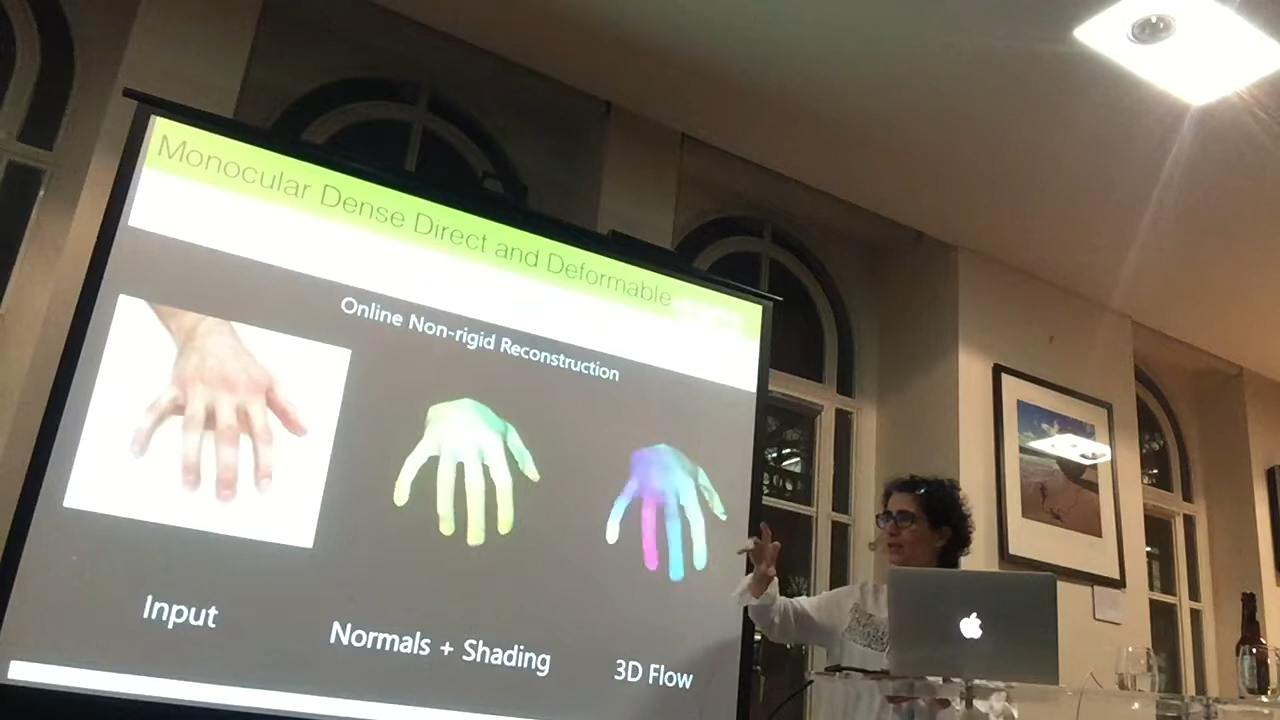 Monocular Dense Direct and Deformable
Online Non-rigid Reconstruction
Input
Normals + Shading
3D Flow